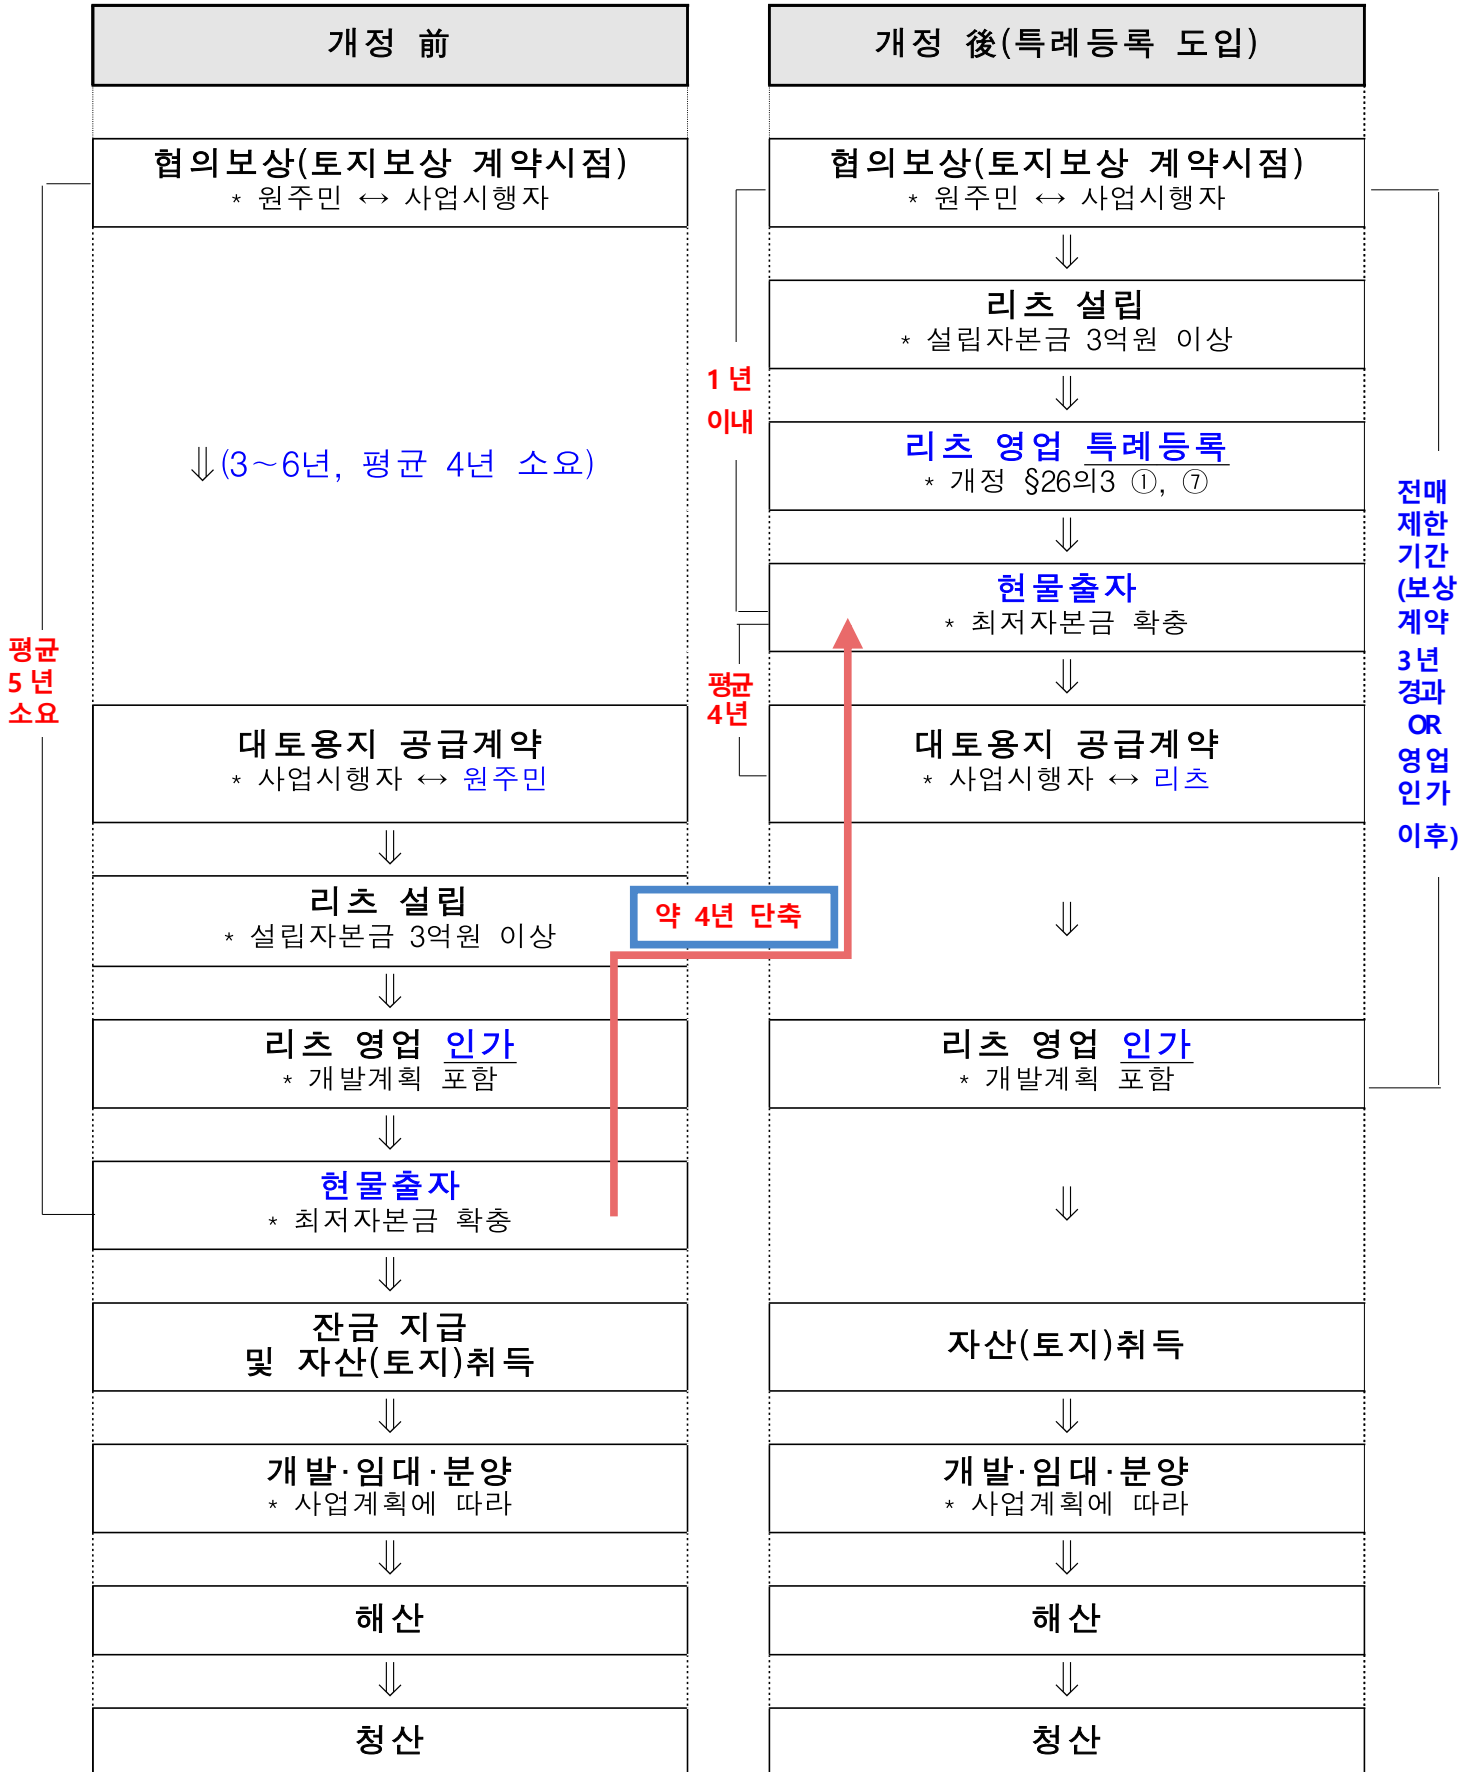 개정 前
협의보상(토지보상 계약시점)
* 원주민 ↔ 사업시행자
⇓(3～6년, 평균 4년 소요)
평균
5년
소요
대토용지 공급계약
* 사업시행자 ↔ 원주민
⇓
리츠 설립
* 설립자본금 3억원 이상
⇓
리츠 영업 인가
* 개발계획 포함
⇓
현물출자
* 최저자본금 확충
⇓
잔금 지급
및 자산(토지)취득
⇓
개발·임대·분양
* 사업계획에 따라
⇓
해산
⇓
청산
약 4년 단축
개정 後(특례등록 도입)
협의보상(토지보상 계약시점)
* 원주민 ↔ 사업시행자
⇓
리츠 설립
* 설립자본금 3억원 이상
⇓
1년
이내
리츠 영업 특례등록
* 개정 §26의3 ①, ⑦
⇓
현물출자
* 최저자본금 확충
⇓
평균
4년
대토용지 공급계약
* 사업시행자 ↔ 리츠
⇓
리츠 영업 인가
* 개발계획 포함
⇓
자산(토지)취득
⇓
개발·임대·분양
* 사업계획에 따라
⇓
해산
⇓
청산
전매
제한
기간
(보상
계약
3년
경과
OR
영업
인가
이후)